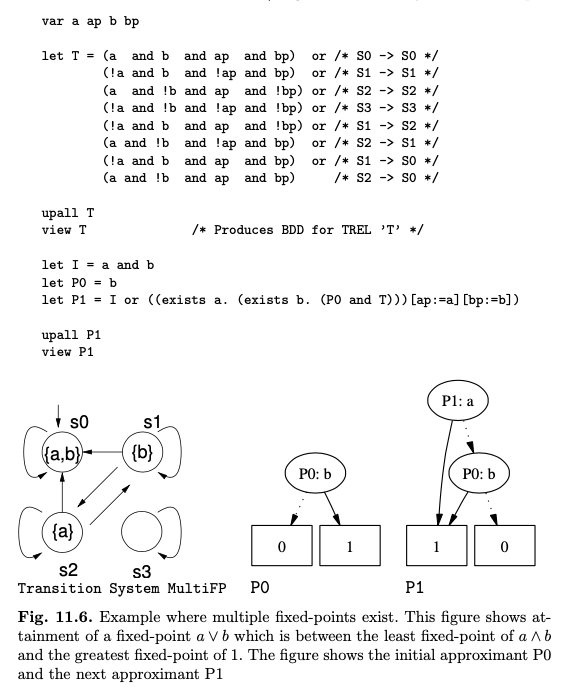 var a ap b bp
let T = (a and b and ap and bp) or /* S0 -> S0 */
(!a and b and !ap and bp) or /* S1 -> S1 */
(a and !b and ap and !bp) or /* S2 -> S2 */
(!a and !b and !ap and !bp) or /* S3 -> S3 */
(!a and b and ap and !bp) or /* S1 -> S2 */
(a and !b and !ap and bp) or /* S2 -> S1 */
(!a and b and ap and bp) or /* S1 -> S0 */
(a and !b and ap and bp) /* S2 -> S0 */
upall T
view T /* Produces BDD for TREL 'T' */
let I = a and b
let P0 = b
let P1 = I or ((exists a. (exists b. (P0 and T)))[ap:=a][bp:=b])
upall P1
view P1
s0
s1
{a,b}
{b}
{a}
s2
s3
Transition System MultiFP
P0: b
0
1
P0
P1: a
P0: b
1
0
P1
Fig. 11.6. Example where multiple fixed-points exist. This figure shows at-
tainment of a fixed-point a ∨ b which is between the least fixed-point of a ∧ b
and the greatest fixed-point of 1. The figure shows the initial approximant P0
and the next approximant P1